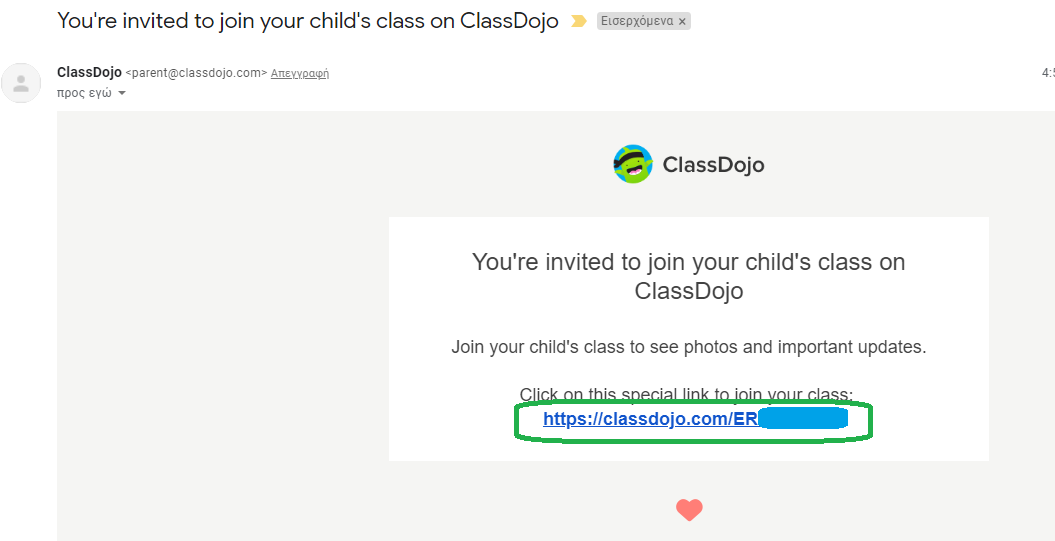 You're invited to join your child's class on ClassDojo Εισερχόμενα ×
ClassDojo <parent@classdojo.com> Απεγγραφή
4:5
προς εγώ
ClassDojo
You're invited to join your child's class on
ClassDojo
Join your child's class to see photos and important updates.
Click on this special link to join your class:
https://classdojo.com/ER